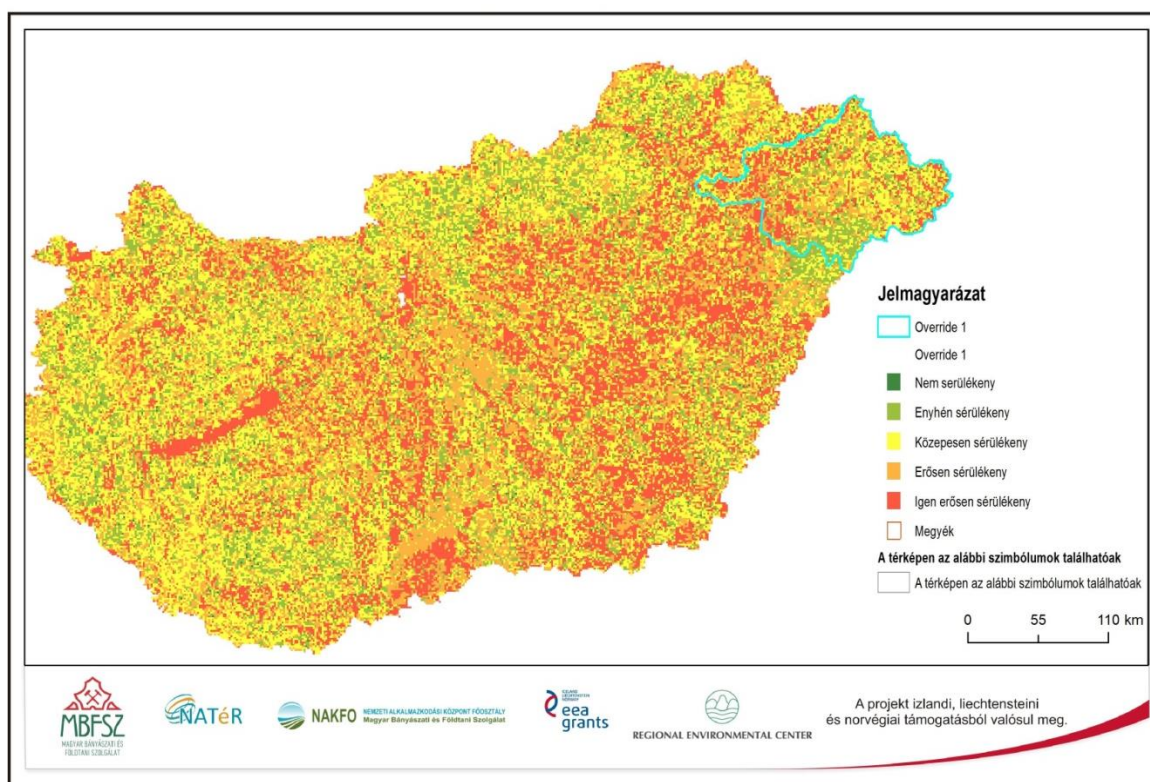 Jelmagyarázat
Override 1
Override 1
Nem serülékeny
Enyhén sérülékeny
Közepesen sérülékeny
Erősen sérülékeny
Igen erősen sérülékeny
Megyék
A térképen az alábbi szimbólumok találhatóak
A térképen az alábbi szimbólumok találhatóak
0 55 110 km
MBFSZ
MAGYAR BÁNYÁSZATI ÉS
FÖLDTANI SZOLGÁLAT
NATéR
NAKFO
NEMZETI ALKALMAZKODÁSI KÖZPONT FŐOSZTÁLY
Magyar Bányászati és Földtani Szolgálat
ICELAND
LIECHTENSTEIN
NORWAY
eea
grants
REGIONAL ENVIRONMENTAL CENTER
A projekt izlandi, liechtensteini
és norvégiai támogatásból valósul meg.